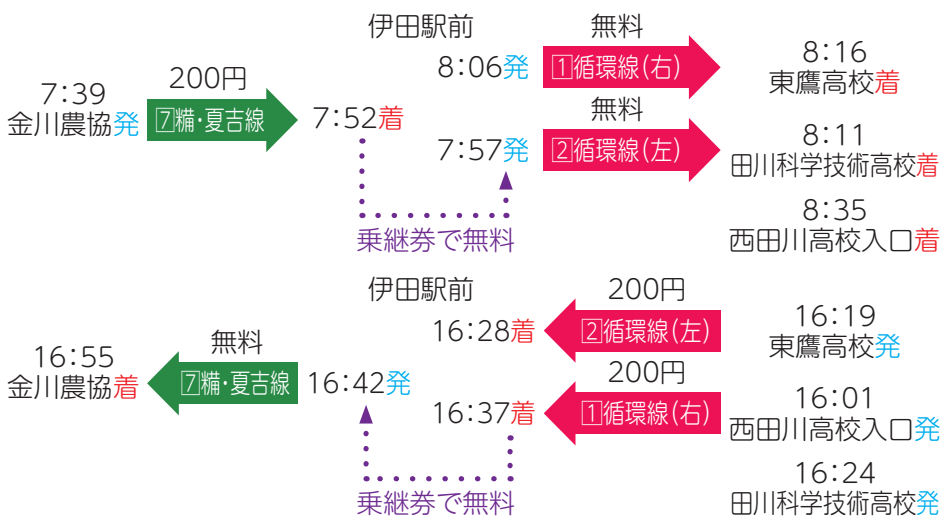 伊田駅前
無料
8:06発
1循環線(右)
8:16
東鷹高校着
7:39
金川農協発
200円
7糒・夏吉線
7:52着
無料
7:57発
2循環線(左)
8:11
田川科学技術高校着
乗継券で無料
8:35
西田川高校入口着
伊田駅前
200円
16:28着
2循環線(左)
16:19
東鷹高校発
16:55
金川農協着
無料
7糒・夏吉線
16:42発
200円
16:37着
1循環線(右)
16:01
西田川高校入口発
乗継券で無料
16:24
田川科学技術高校発